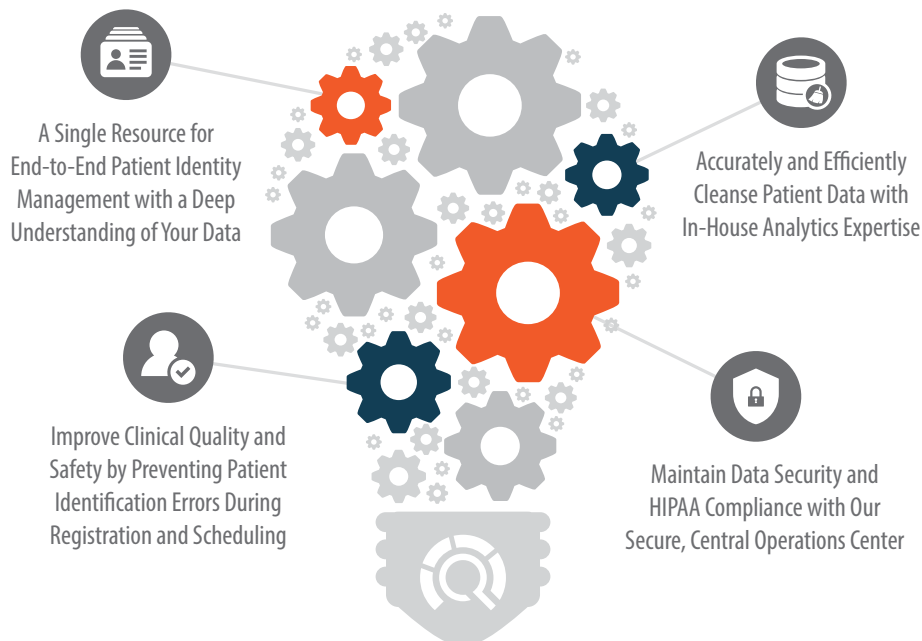 A Single Resource for
End-to-End Patient Identity
Management with a Deep
Understanding of Your Data
Accurately and Efficiently
Cleanse Patient Data with
In-House Analytics Expertise
Improve Clinical Quality and
Safety by Preventing Patient
Identification Errors During
Registration and Scheduling
Maintain Data Security and
HIPAA Compliance with Our
Secure, Central Operations Center